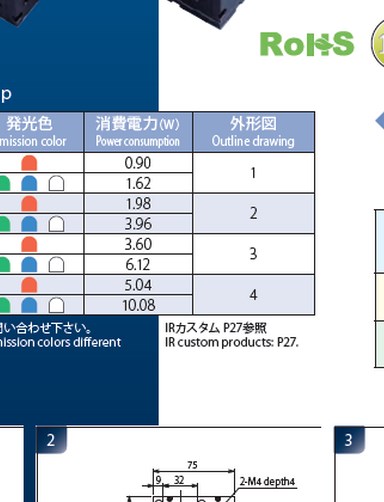 RoHS
発光色 消費電力(W) 外形図
mission color Power consumption Outline drawing
0.90
1
1.62
1.98
2
3.96
3.60
3
6.12
5.04
4
10.08
い合わせ下さい。 IRカスタム P27参照
ission colors different IR custom products: P27.
2 3
75
9 32 2-M4 depth4